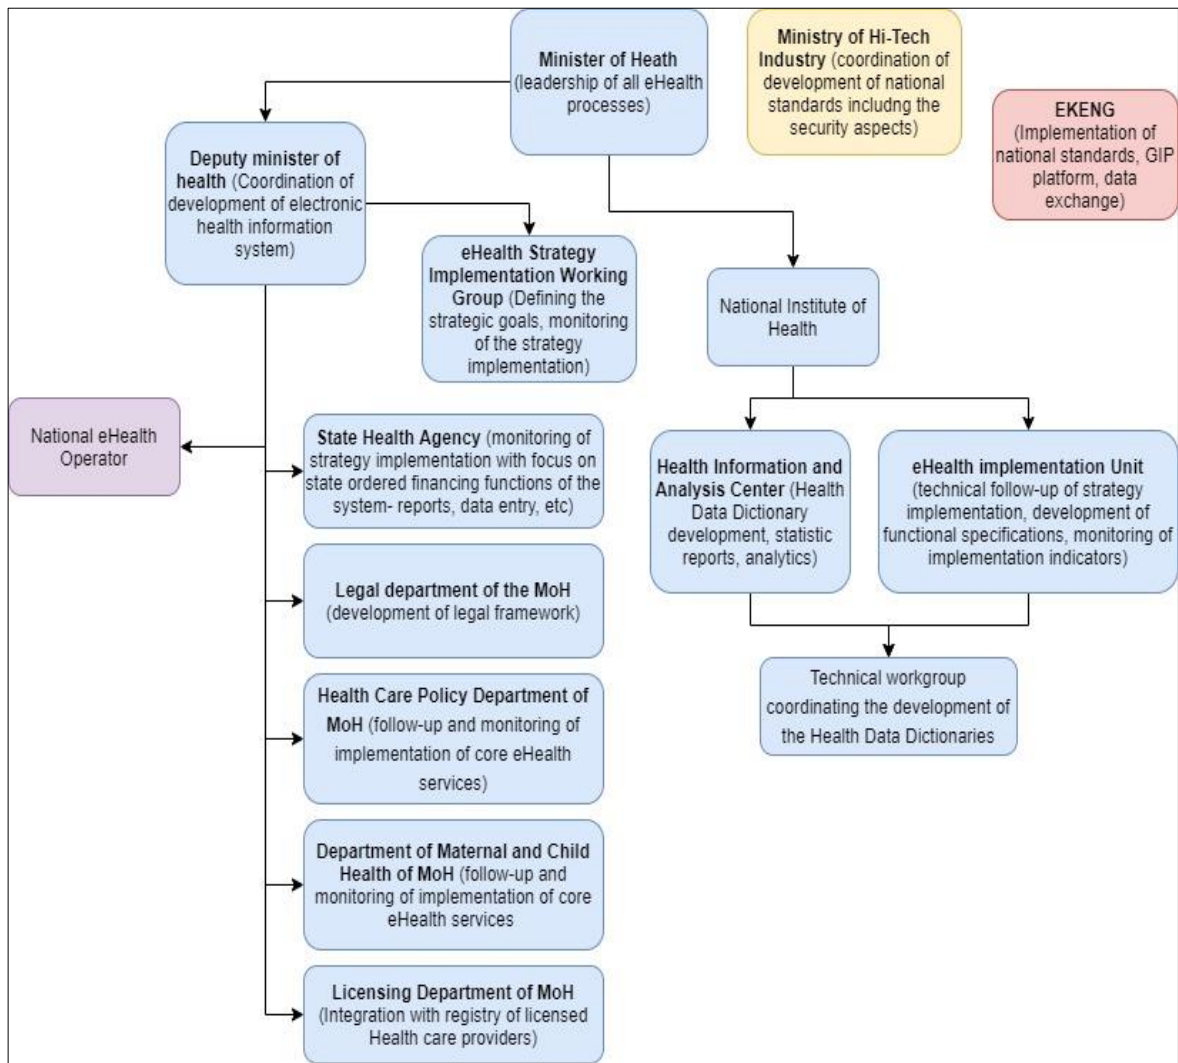 Minister of Heath
(leadership of all eHealth
processes)
Ministry of Hi-Tech
Industry (coordination of
development of national
standards includng the
security aspects)
EKENG
(Implementation of
national standards, GIP
platform, data
exchange)
Deputy minister of
health (Coordination of
development of electronic
health information
system)
eHealth Strategy
Implementation Working
Group (Defining the
strategic goals, monitoring
of the strategy
implementation)
National Institute of
Health
National eHealth
Operator
State Health Agency (monitoring of
strategy implementation with focus on
state ordered financing functions of the
system- reports, data entry, etc)
Health Information and
Analysis Center (Health
Data Dictionary
development, statistic
reports, analytics)
eHealth implementation Unit
(technical follow-up of strategy
implementation, development of
functional specifications, monitoring of
implementation indicators)
Legal department of the MoH
(development of legal framework)
Technical workgroup
coordinating the development of
the Health Data Dictionaries
Health Care Policy Department of
MoH (follow-up and monitoring of
implementation of core eHealth
services)
Department of Maternal and Child
Health of MoH (follow-up and
monitoring of implementation of core
eHealth services
Licensing Department of MoH
(Integration with registry of licensed
Health care providers)